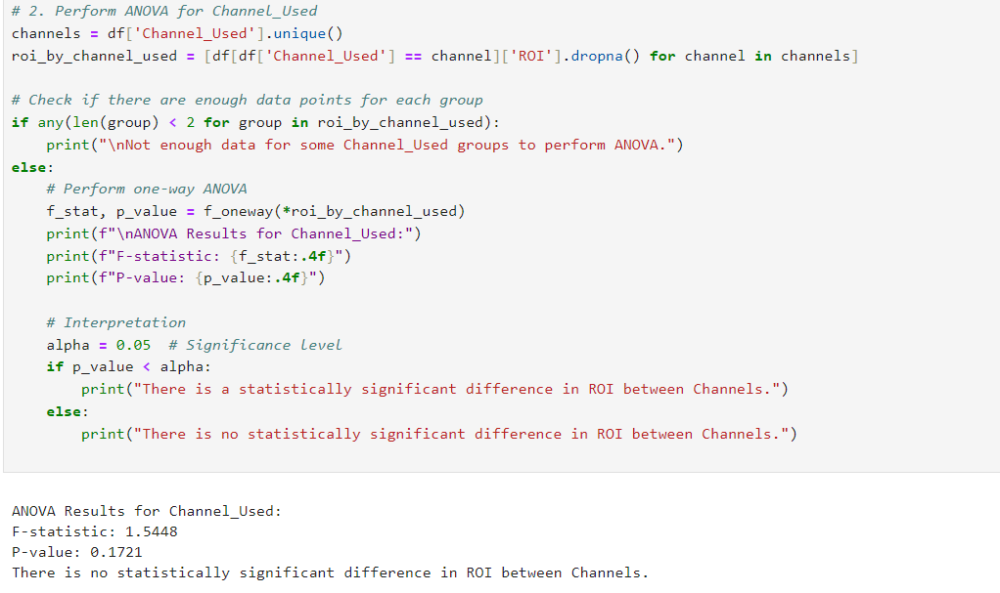 # 2. Perform ANOVA for Channel_Used
channels = df['Channel_Used'].unique()
roi_by_channel_used = [df[df['Channel_Used'] == channel]['ROI'].dropna() for channel in channels]

# Check if there are enough data points for each group
if any(len(group) < 2 for group in roi_by_channel_used):
    print("\nNot enough data for some Channel_Used groups to perform ANOVA.")
else:
    # Perform one-way ANOVA
    f_stat, p_value = f_oneway(*roi_by_channel_used)
    print(f"\nANOVA Results for Channel_Used:")
    print(f"F-statistic: {f_stat:.4f}")
    print(f"P-value: {p_value:.4f}")

    # Interpretation
    alpha = 0.05  # Significance level
    if p_value < alpha:
        print("There is a statistically significant difference in ROI between Channels.")
    else:
        print("There is no statistically significant difference in ROI between Channels.")

ANOVA Results for Channel_Used:
F-statistic: 1.5448
P-value: 0.1721
There is no statistically significant difference in ROI between Channels.